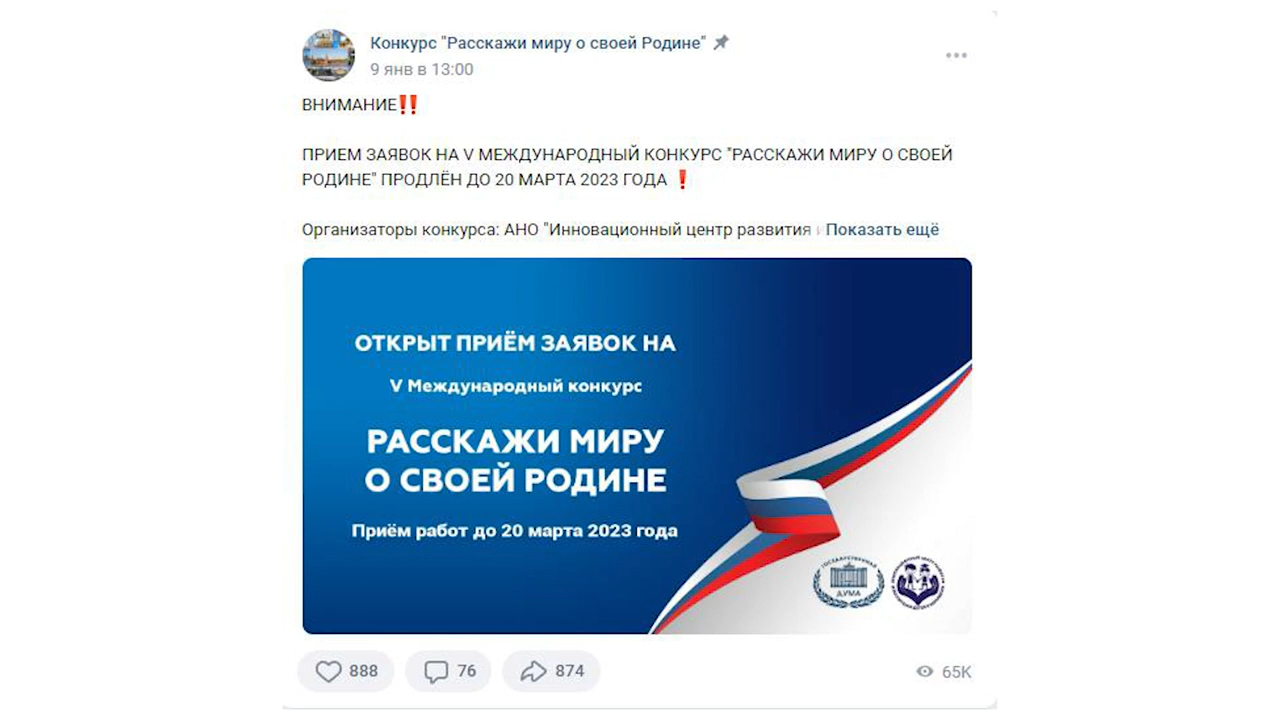 Конкурс "Расскажи миру о своей Родине"
9 янв в 13:00
ВНИМАНИЕ‼️
ПРИЕМ ЗАЯВОК НА V МЕЖДУНАРОДНЫЙ КОНКУРС "РАССКАЖИ МИРУ О СВОЕЙ
РОДИНЕ" ПРОДЛЁН ДО 20 МАРТА 2023 ГОДА ❗
Организаторы конкурса: АНО "Инновационный центр развития и Показать ещё
ОТКРЫТ ПРИЁМ ЗАЯВОК НА
V Международный конкурс
РАССКАЖИ МИРУ
О СВОЕЙ РОДИНЕ
Приём работ до 20 марта 2023 года
ГОСУДАРСТВЕННАЯ
ДУМА
888 76 874 65K